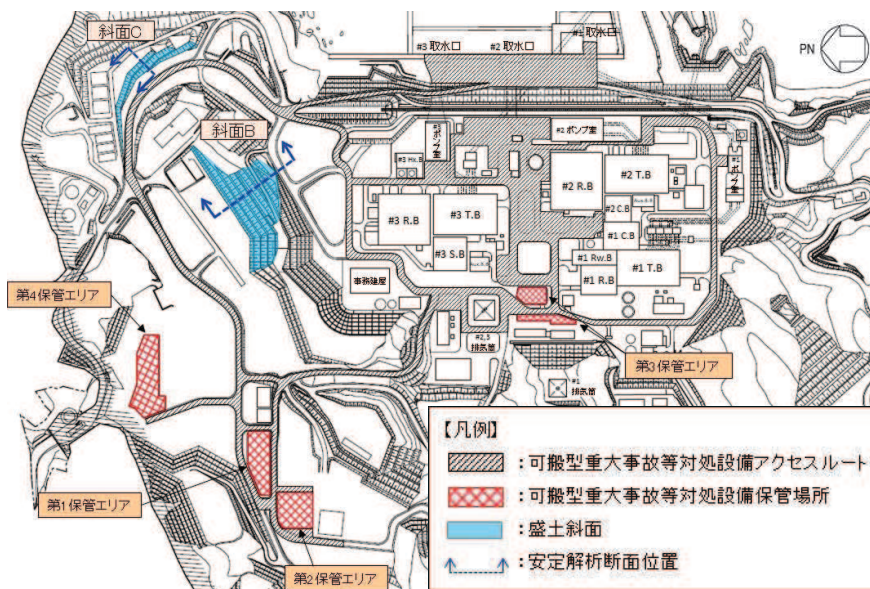 斜面C
#3 取水口
#2 取水口
#1 取水口
PN
斜面B
#2 ポンプ室
#3 Hx.B
#2 R.B
#2 T.B
#3 R.B
#3 T.B
#2 C.B
#1 C.B
#3 S.B
#1 Rw.B
#1 R.B
#1 T.B
事務建屋
第4保管エリア
#2,3
排気筒
第3保管エリア
#1
排気筒
【凡例】
:可搬型重大事故等対処設備アクセスルート
:可搬型重大事故等対処設備保管場所
:盛土斜面
:安定解析断面位置
第1保管エリア
第2保管エリア